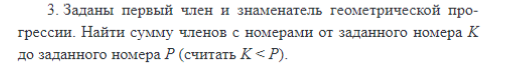 3. Заданы первый член и знаменатель геометрической про-
грессии. Найти сумму членов с номерами от заданного номера K
до заданного номера P (считать K < P).